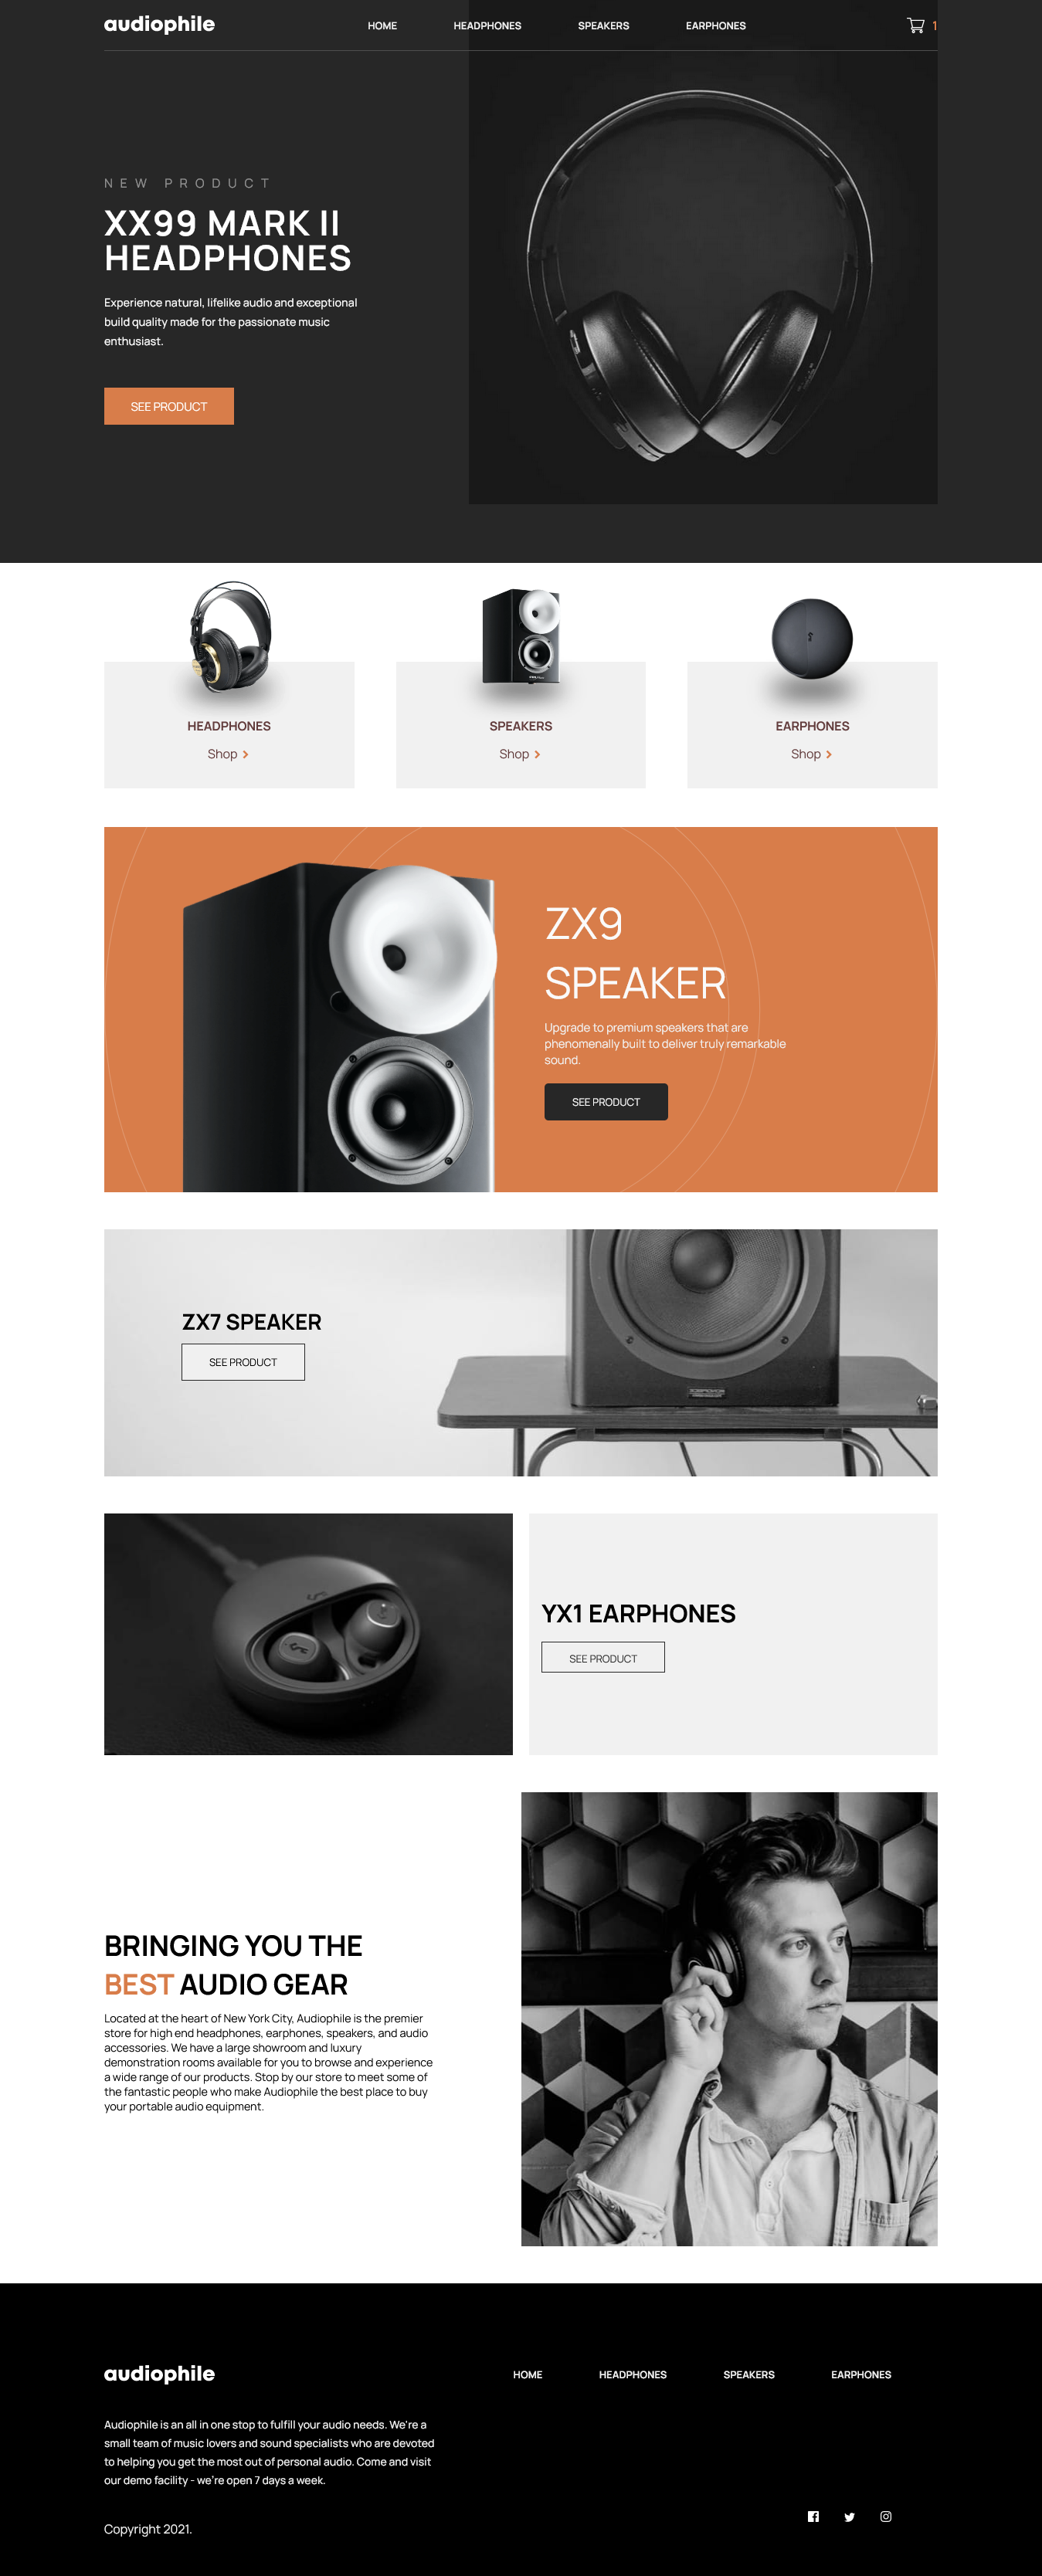 audiophile
HOME
HEADPHONES
SPEAKERS
EARPHONES
1
NEW PRODUCT
XX99 MARK II
HEADPHONES
Experience natural, lifelike audio and exceptional
build quality made for the passionate music
enthusiast.
SEE PRODUCT
HEADPHONES
Shop
SPEAKERS
Shop
EARPHONES
Shop
ZX9
SPEAKER
Upgrade to premium speakers that are
phenomenally built to deliver truly remarkable
sound.
SEE PRODUCT
ZX7 SPEAKER
SEE PRODUCT
YX1 EARPHONES
SEE PRODUCT
BRINGING YOU THE
BEST AUDIO GEAR
Located at the heart of New York City, Audiophile is the premier
store for high end headphones, earphones, speakers, and audio
accessories. We have a large showroom and luxury
demonstration rooms available for you to browse and experience
a wide range of our products. Stop by our store to meet some of
the fantastic people who make Audiophile the best place to buy
your portable audio equipment.
audiophile
HOME
HEADPHONES
SPEAKERS
EARPHONES
Audiophile is an all in one stop to fulfill your audio needs. We're a
small team of music lovers and sound specialists who are devoted
to helping you get the most out of personal audio. Come and visit
our demo facility - we're open 7 days a week.
Copyright 2021.